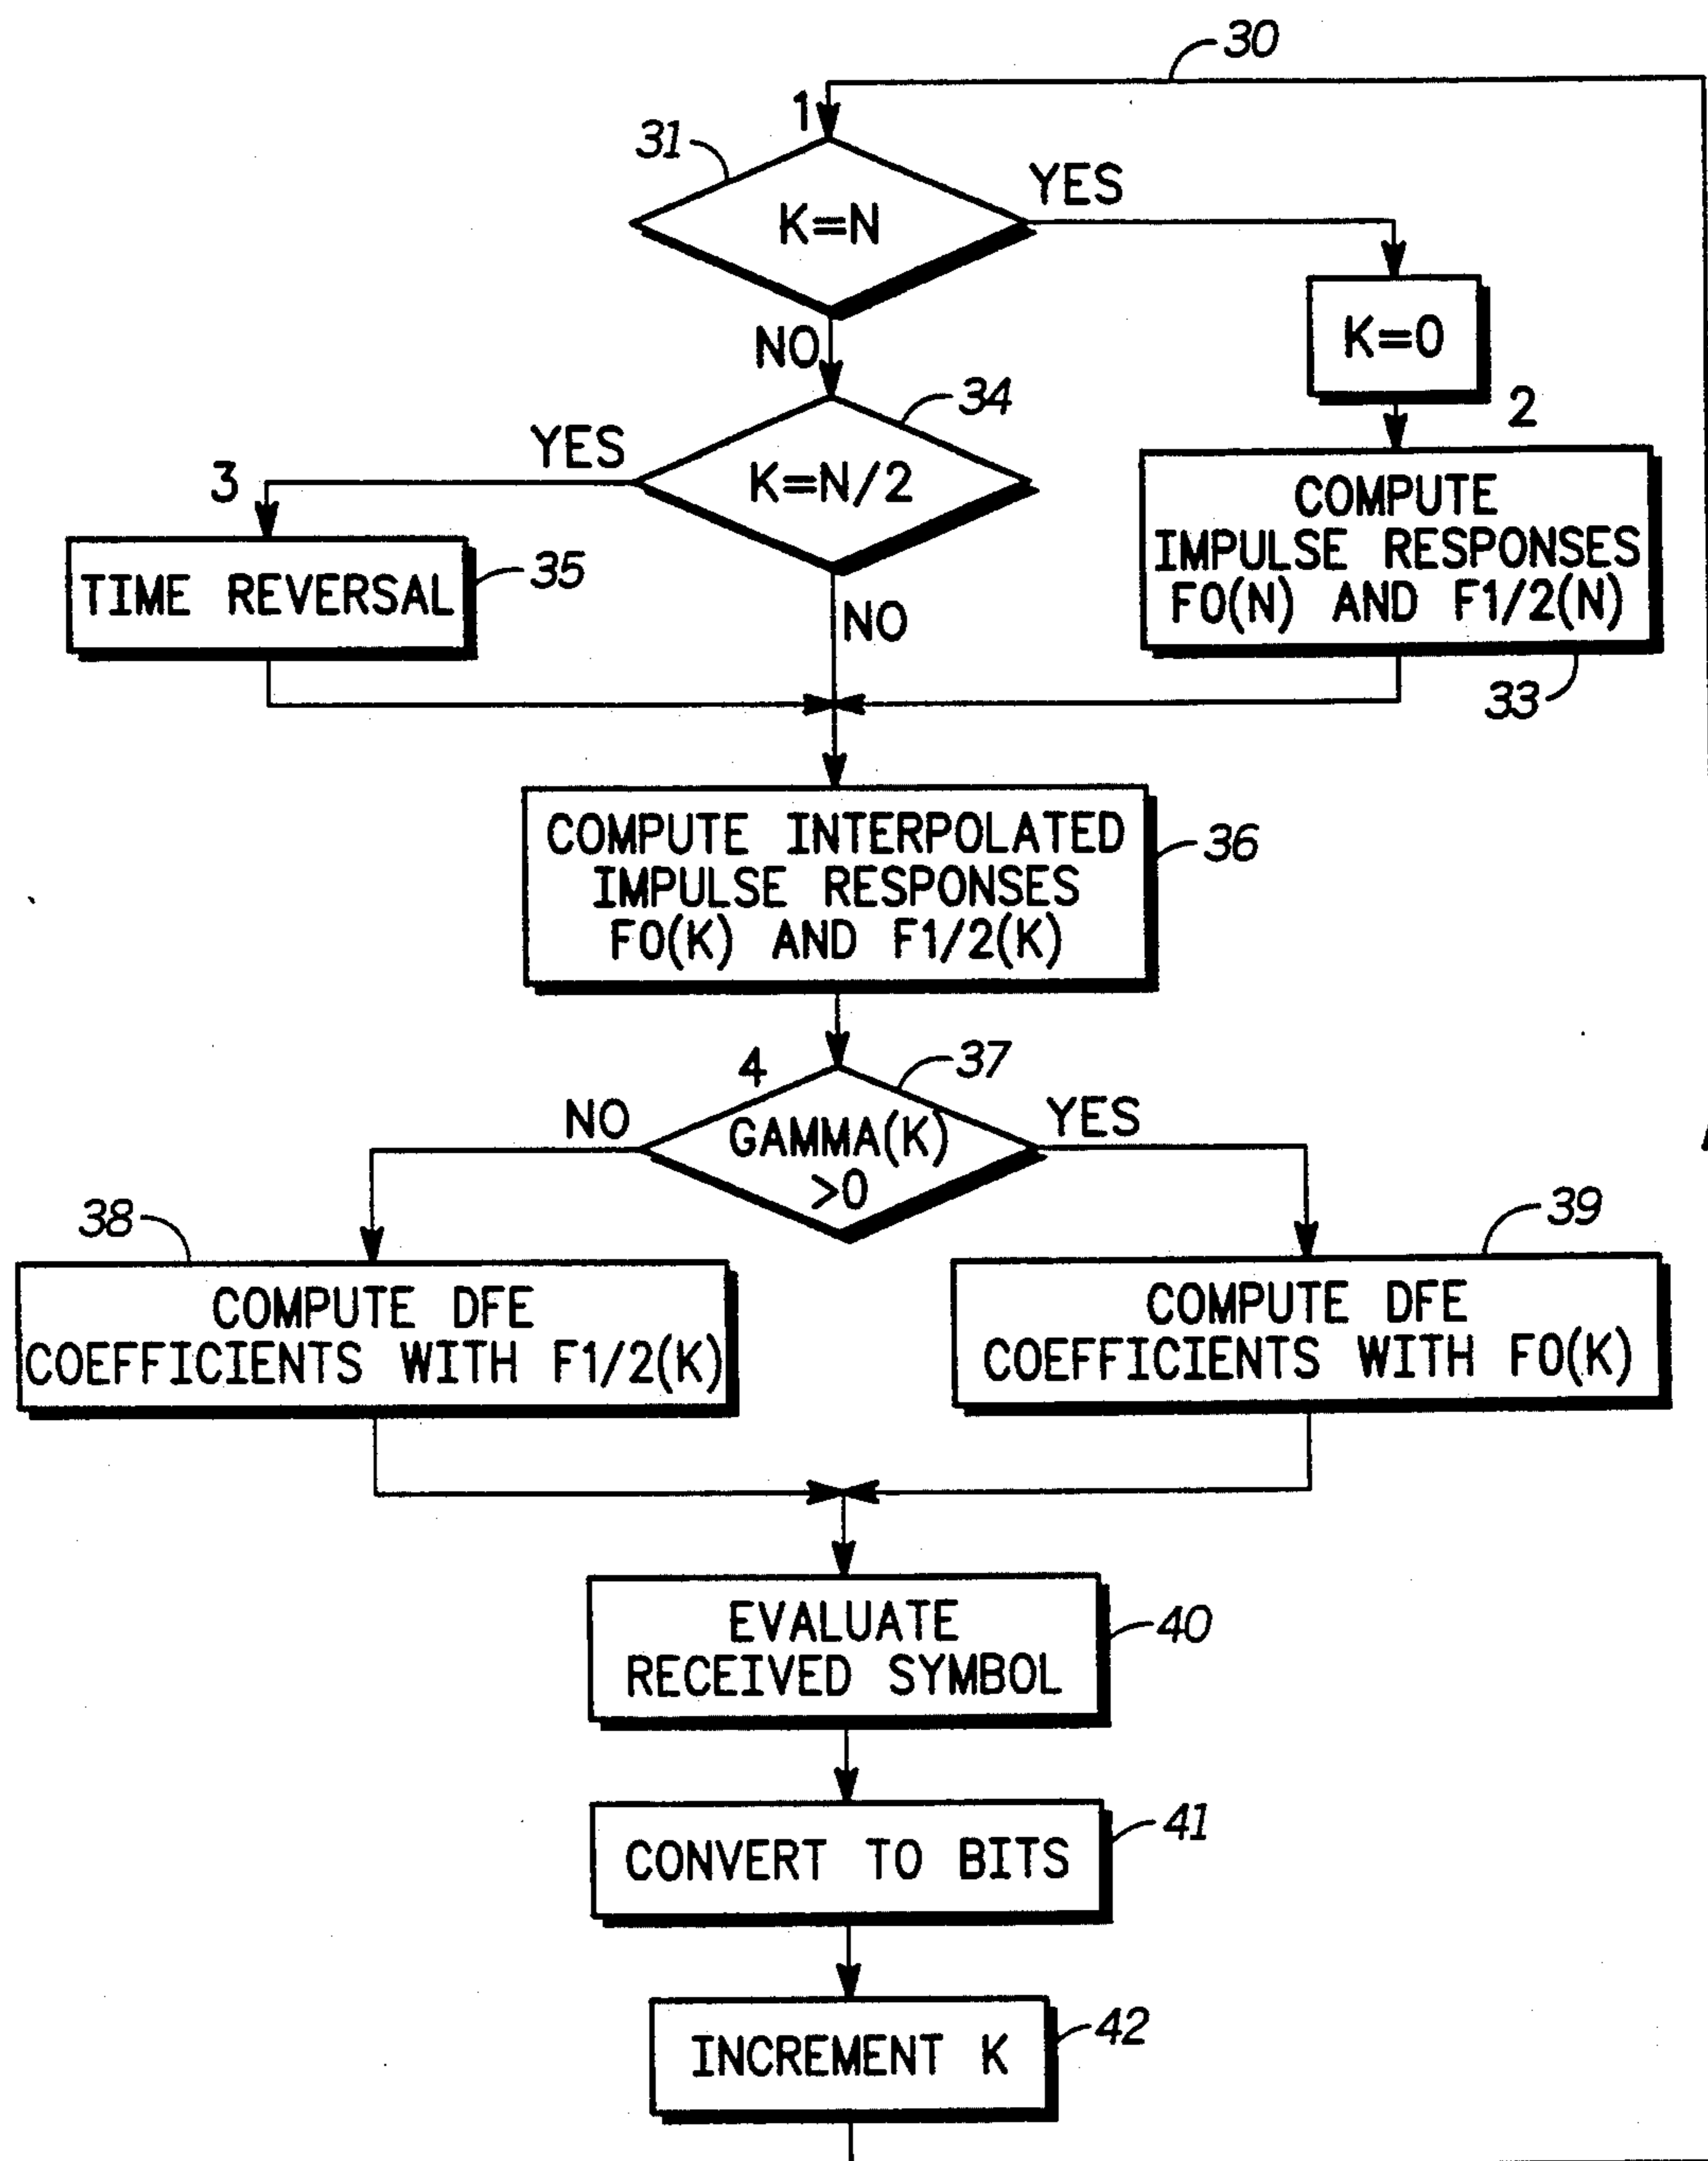 30
1
31
YES
K=N
K=0
NO
34
2
YES
K=N/2
3
COMPUTE
IMPULSE RESPONSES
F0(N) AND F1/2(N)
TIME REVERSAL
35
NO
33
COMPUTE INTERPOLATED
IMPULSE RESPONSES
F0(K) AND F1/2(K)
36
4
37
NO
GAMMA(K)
>0
YES
38
39
COMPUTE DFE
COEFFICIENTS WITH F1/2(K)
COMPUTE DFE
COEFFICIENTS WITH F0(K)
EVALUATE
RECEIVED SYMBOL
40
CONVERT TO BITS
41
INCREMENT K
42